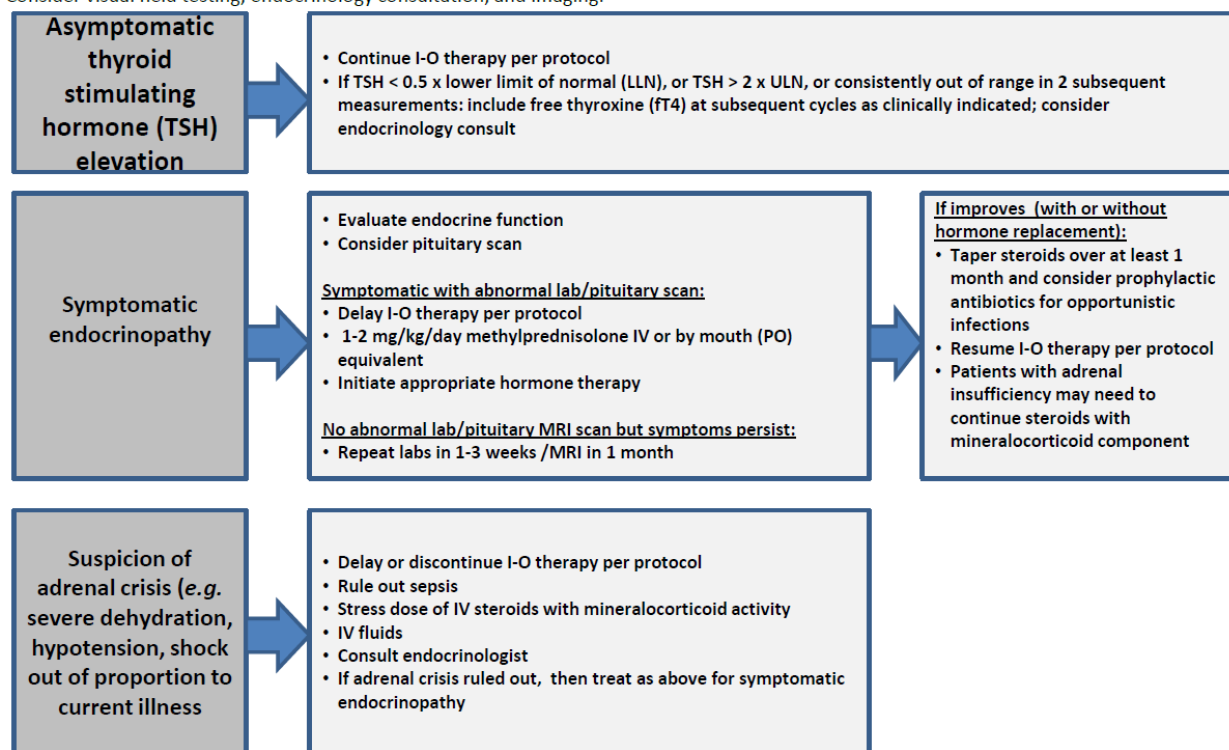 Consider visual field testing, endocrinology consultation, and imaging.
Asymptomatic
thyroid
stimulating
hormone (TSH)
elevation
• Continue I-O therapy per protocol
• If TSH < 0.5 x lower limit of normal (LLN), or TSH > 2 x ULN, or consistently out of range in 2 subsequent
measurements: include free thyroxine (fT4) at subsequent cycles as clinically indicated; consider
endocrinology consult
Symptomatic
endocrinopathy
• Evaluate endocrine function
• Consider pituitary scan
Symptomatic with abnormal lab/pituitary scan:
• Delay I-O therapy per protocol
• 1-2 mg/kg/day methylprednisolone IV or by mouth (PO)
equivalent
• Initiate appropriate hormone therapy
No abnormal lab/pituitary MRI scan but symptoms persist:
• Repeat labs in 1-3 weeks /MRI in 1 month
If improves (with or without
hormone replacement):
• Taper steroids over at least 1
month and consider prophylactic
antibiotics for opportunistic
infections
• Resume I-O therapy per protocol
• Patients with adrenal
insufficiency may need to
continue steroids with
mineralocorticoid component
Suspicion of
adrenal crisis (e.g.
severe dehydration,
hypotension, shock
out of proportion to
current illness
• Delay or discontinue I-O therapy per protocol
• Rule out sepsis
• Stress dose of IV steroids with mineralocorticoid activity
• IV fluids
• Consult endocrinologist
• If adrenal crisis ruled out, then treat as above for symptomatic
endocrinopathy